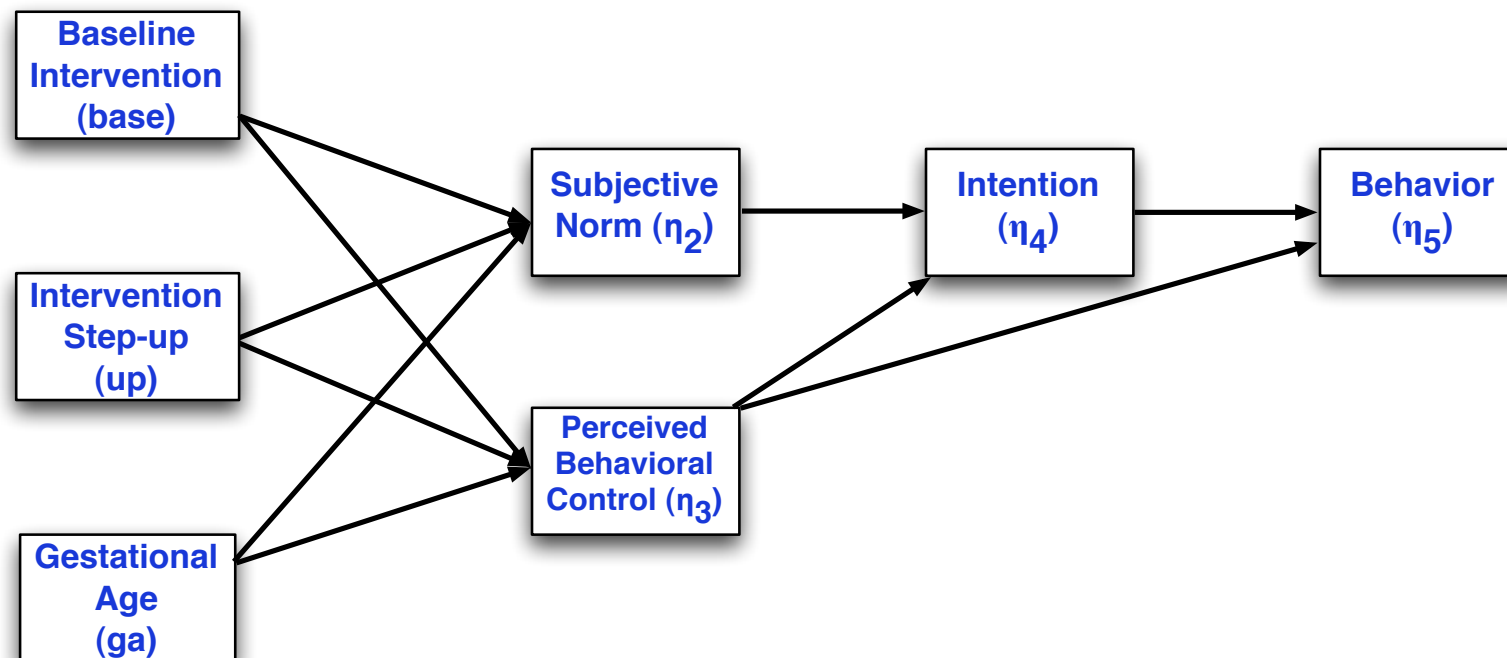 Baseline
Intervention
(base)
Intervention
Step-up
(up)
Gestational
Age
(ga)
Subjective
Norm (η2)
Perceived
Behavioral
Control (η3)
Intention
(η4)
Behavior
(η5)